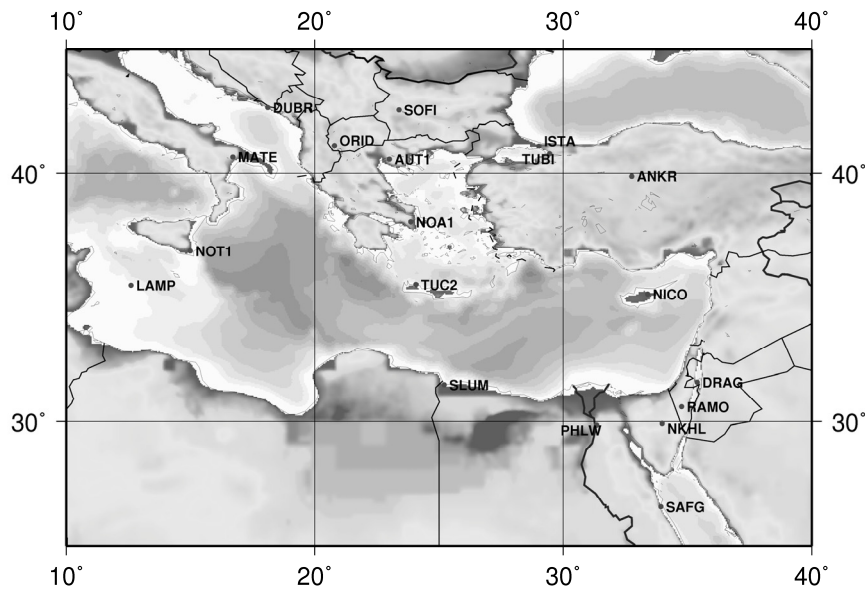 10˚ 20˚ 30˚ 40˚
DUBR
SOFI
ORID
ISTA
MATE
AUT1
TUBI
40˚ 40˚
ANKR
NOA1
NOT1
LAMP
TUC2
NICO
SLUM
DRAG
RAMO
30˚ 30˚
PHLW
NKHL
SAFG
10˚ 20˚ 30˚ 40˚